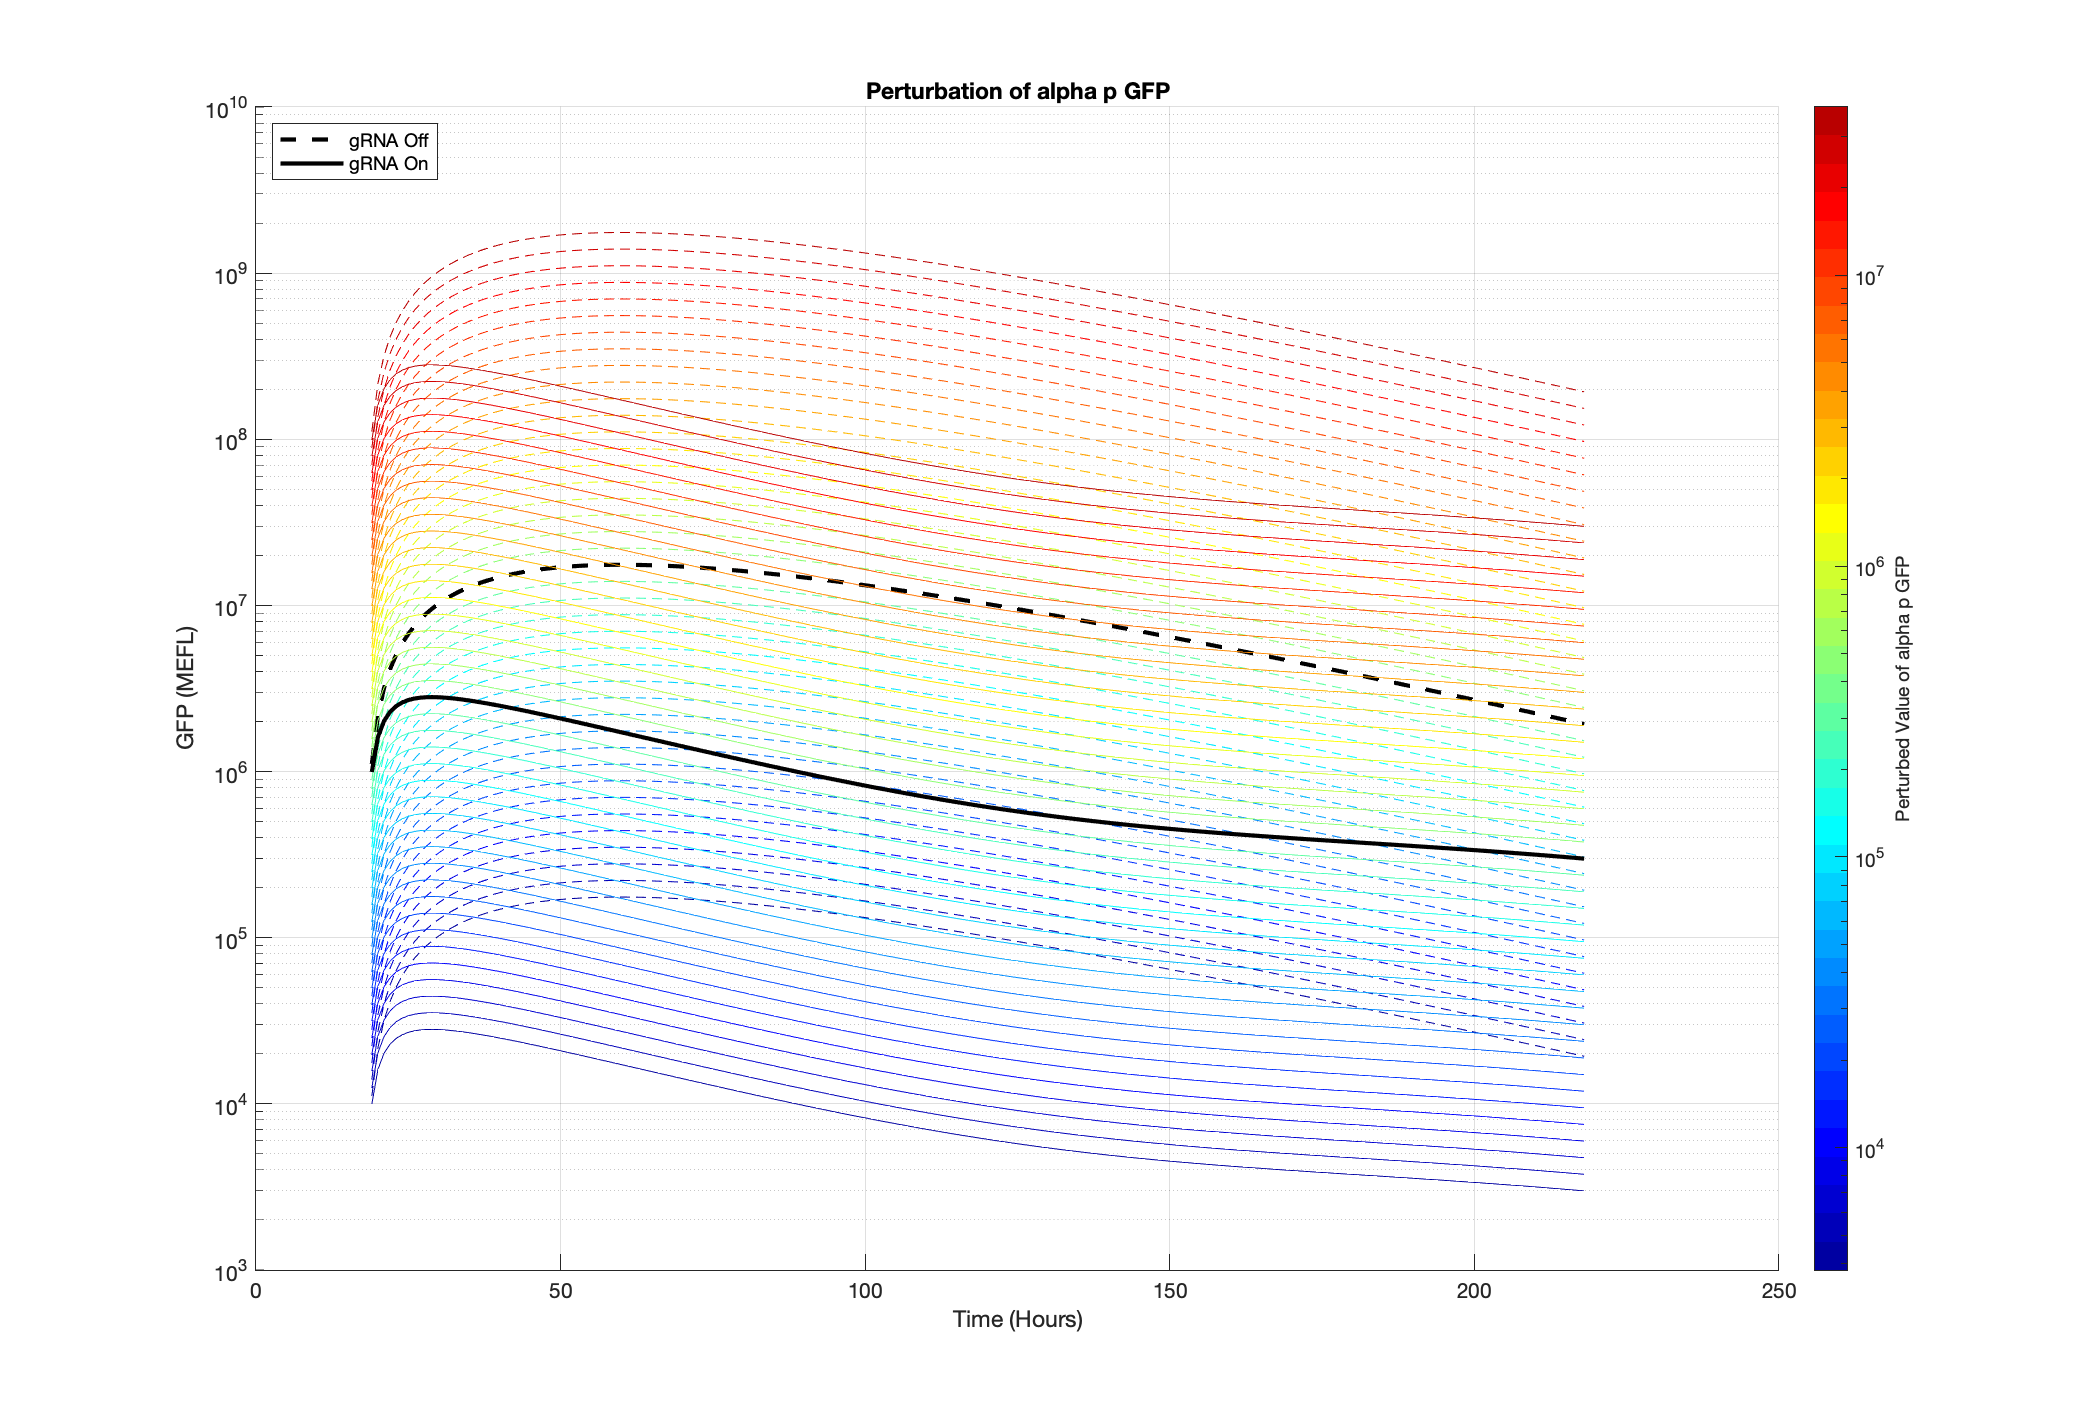 Perturbation of alpha p GFP
gRNA Off
gRNA On
10^10
10^9
10^8
10^7
10^6
10^5
10^4
10^3
GFP (MEFL)
0 50 100 150 200 250
Time (Hours)
10^7
10^6
10^5
10^4
Perturbed Value of alpha p GFP